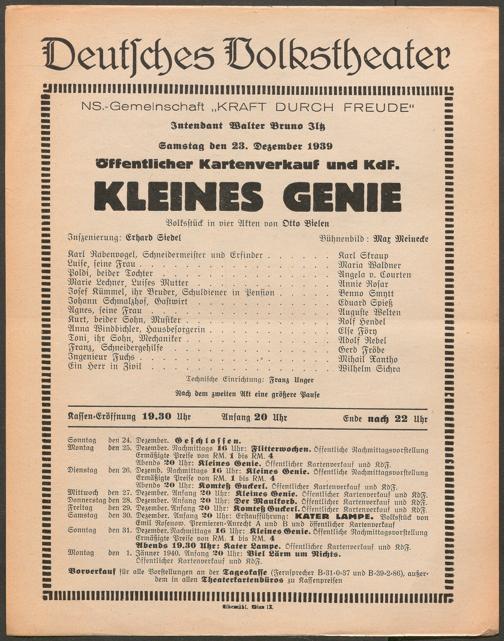 Deutsches Volkstheater
NS.-Gemeinschaft „KRAFT DURCH FREUDE"
Intendant Walter Bruno Iltz
Samstag den 23. Dezember 1939
Öffentlicher Kartenverkauf und KdF.
KLEINES GENIE
Volksstück in vier Akten von Otto Bielen
Inszenierung: Erhard Siedel Bühnenbild: Max Meinecke
Karl Rabenvogel, Schneidermeister und Erfinder . . . Karl Skraup
Luise, seine Frau . . . Maria Waldner
Poldi, beider Tochter . . . Angela v. Courten
Marie Lechner, Luises Mutter . . . Annie Rosar
Josef Kümmel, ihr Bruder, Schuldiener in Pension . . . Benno Smytt
Johann Schmalzhof, Gastwirt . . . Eduard Spieß
Agnes, seine Frau . . . Auguste Welten
Kurt, beider Sohn, Musiker . . . Rolf Hendel
Anna Windbichler, Hausbesorgerin . . . Else Föry
Toni, ihr Sohn, Mechaniker . . . Adolf Rebel
Franz, Schneidergehilfe . . . Gerd Fröbe
Ingenieur Fuchs . . . Mihail Xantho
Ein Herr in Zivil . . . Wilhelm Sichra
Technische Einrichtung: Franz Unger
Nach dem zweiten Akt eine größere Pause
Kassen-Eröffnung 19.30 Uhr Anfang 20 Uhr Ende nach 22 Uhr
Sonntag den 24. Dezember. Geschlossen.
Montag den 25. Dezember. Nachmittags 16 Uhr: Flitterwochen. Öffentliche Nachmittagsvorstellung
Ermäßigte Preise von RM. 1 bis RM. 4
Abends 20 Uhr: Kleines Genie. Öffentlicher Kartenverkauf und KdF.
Dienstag den 26. Dezemb. Nachmittags 16 Uhr: Kleines Genie. Öffentliche Nachmittagsvorstellung
Ermäßigte Preise von RM. 1 bis RM. 4
Abends 20 Uhr: Komteß Guckerl. Öffentlicher Kartenverkauf und KdF.
Mittwoch den 27. Dezember. Anfang 20 Uhr: Kleines Genie. Öffentlicher Kartenverkauf und KdF.
Donnerstag den 28. Dezember. Anfang 20 Uhr: Der Maulkorb. Öffentlicher Kartenverkauf und KdF.
Freitag den 29. Dezember. Anfang 20 Uhr: Komteß Guckerl. Öffentlicher Kartenverkauf und KdF.
Samstag den 30. Dezember. Anfang 20 Uhr: Erstaufführung: KATER LAMPE. Volksstück von
Emil Rosenow. Premieren-Anrecht A und B und öffentlicher Kartenverkauf
Sonntag den 31. Dezember. Nachmittags 16 Uhr: Kleines Genie. Öffentlicher Kartenverkauf und KdF.
Ermäßigte Preise von RM. 1 bis RM. 4
Abends 19.30 Uhr: Kater Lampe. Öffentlicher Kartenverkauf und KdF.
Montag den 1. Jänner 1940. Anfang 20 Uhr: Viel Lärm um Nichts.
Öffentlicher Kartenverkauf und KdF.
Vorverkauf für alle Vorstellungen an der Tageskasse (Fernsprecher B-31-0-37 und B-39-2-86), außer-
dem in allen Theaterkartenbüros zu Kassenpreisen
Elbemühl, Wien IX.